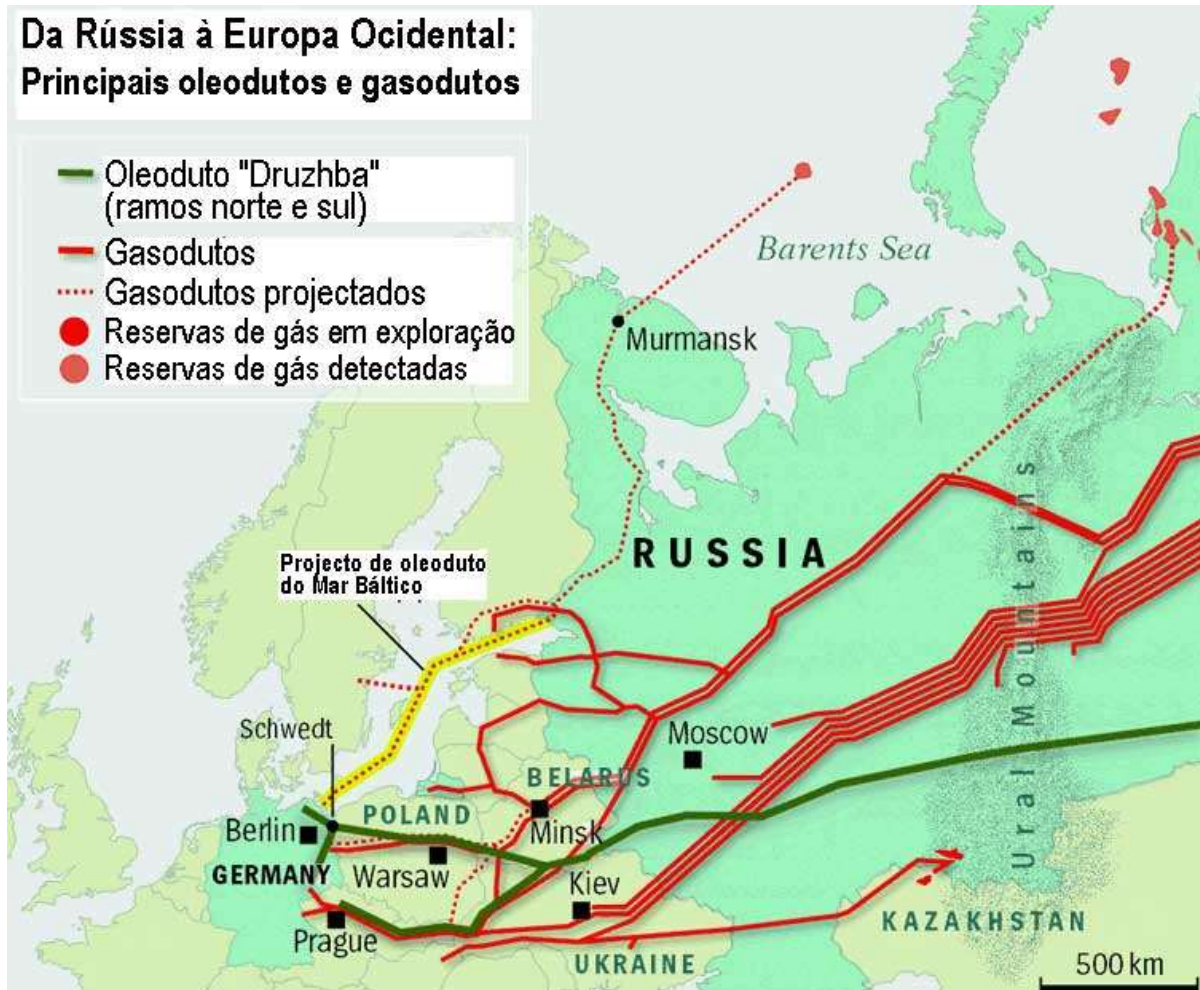 Da Rússia à Europa Ocidental:
Principais oleodutos e gasodutos
Oleoduto "Druzhba"
(ramos norte e sul)
Gasodutos
Gasodutos projectados
Reservas de gás em exploração
Reservas de gás detectadas
Barents Sea
Murmansk
RUSSIA
Ural Mountains
Projecto de oleoduto
do Mar Báltico
Schwedt
Moscow
BELARUS
POLAND
Berlin
Minsk
GERMANY
Warsaw
Kiev
Prague
KAZAKHSTAN
UKRAINE
500 km